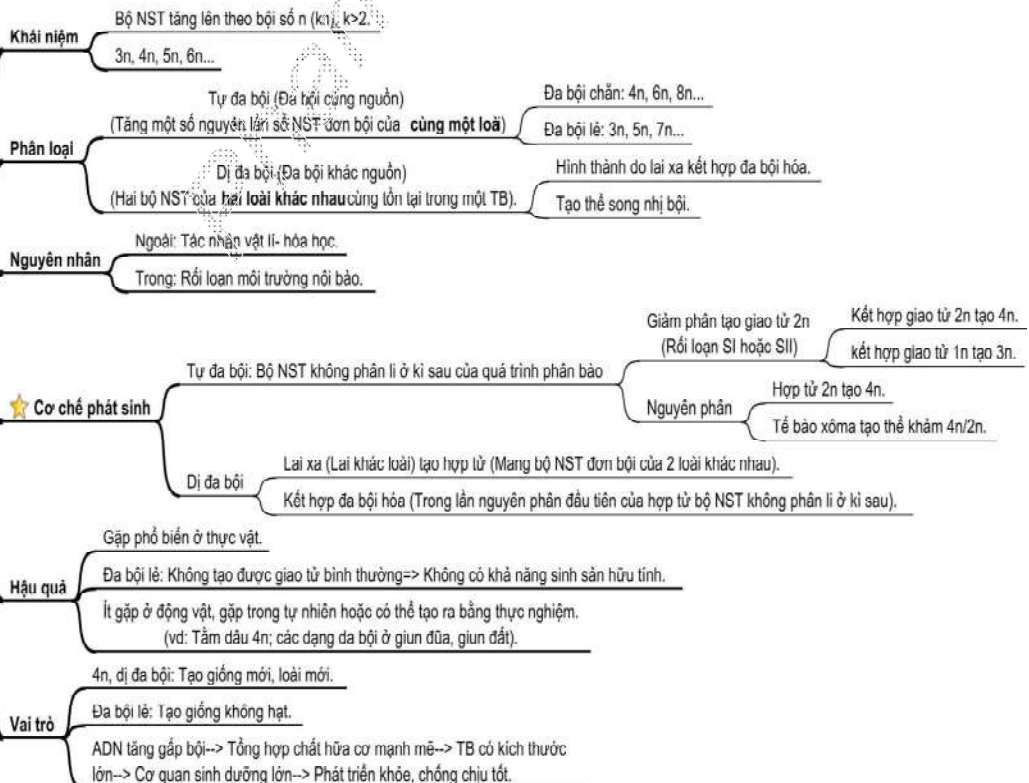 Khái niệm
Bộ NST tăng lên theo bội số n (kn), k>2.
3n, 4n, 5n, 6n...
Phân loại
Tự đa bội (Đa bội cùng nguồn)
(Tăng một số nguyên lần số NST đơn bội của cùng một loà)
Đa bội chẵn: 4n, 6n, 8n...
Đa bội lẻ: 3n, 5n, 7n...
Dị đa bội (Đa bội khác nguồn)
(Hai bộ NST của hai loài khác nhau cùng tồn tại trong một TB).
Hình thành do lai xa kết hợp đa bội hóa.
Tạo thể song nhị bội.
Nguyên nhân
Ngoài: Tác nhân vật lí- hóa học.
Trong: Rối loạn môi trường nội bào.
Cơ chế phát sinh
Tự đa bội: Bộ NST không phân li ở kì sau của quá trình phân bào
Giảm phân tạo giao tử 2n
(Rối loạn SI hoặc SII)
Kết hợp giao tử 2n tạo 4n.
kết hợp giao tử 1n tạo 3n.
Nguyên phân
Hợp tử 2n tạo 4n.
Tế bào xôma tạo thể khảm 4n/2n.
Dị đa bội
Lai xa (Lai khác loài) tạo hợp tử (Mang bộ NST đơn bội của 2 loài khác nhau).
Kết hợp đa bội hóa (Trong lần nguyên phân đầu tiên của hợp tử bộ NST không phân li ở kì sau).
Hậu quả
Gặp phổ biến ở thực vật.
Đa bội lẻ: Không tạo được giao tử bình thường=> Không có khả năng sinh sản hữu tính.
Ít gặp ở động vật, gặp trong tự nhiên hoặc có thể tạo ra bằng thực nghiệm.
(vd: Tằm dâu 4n; các dạng đa bội ở giun đũa, giun đất).
Vai trò
4n, dị đa bội: Tạo giống mới, loài mới.
Đa bội lẻ: Tạo giống không hạt.
ADN tăng gấp bội--> Tổng hợp chất hữa cơ mạnh mẽ--> TB có kích thước
lớn--> Cơ quan sinh dưỡng lớn--> Phát triển khỏe, chống chịu tốt.